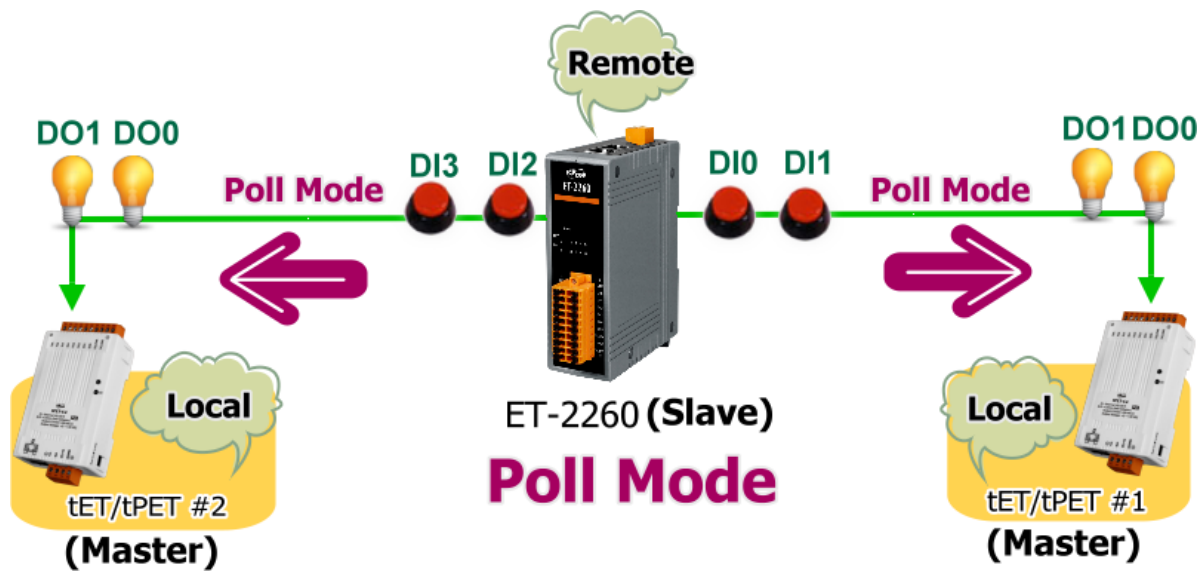 Remote
DO1 DO0
DI3 DI2
DI0 DI1
DO1 DO0
Poll Mode
Poll Mode
ET-2260
Local
Local
ET-2260 (Slave)
Poll Mode
tET/tPET #2
(Master)
tET/tPET #1
(Master)